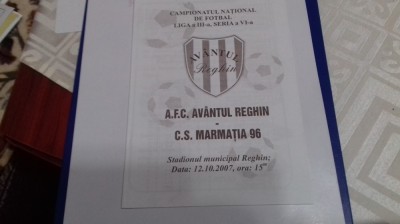 CAMPIONATUL NAȚIONAL
DE FOTBAL
LIGA a III-a, SERIA a VI-a
AVÂNTUL
Reghin
A.F.C. AVÂNTUL REGHIN
-
C.S. MARMAȚIA 96
Stadionul municipal Reghin;
Data: 12.10.2007, ora: 15⁰⁰